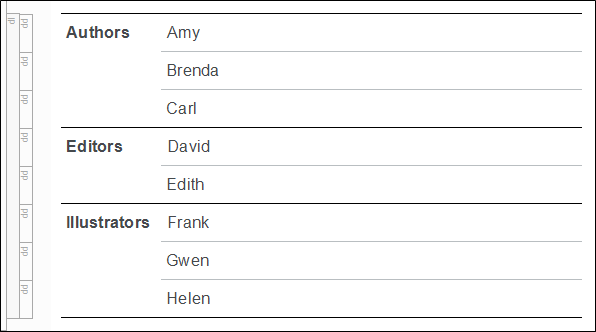 dl
dd
dd
dd
dd
dd
dd
dd
dd
Authors Amy
Brenda
Carl
Editors David
Edith
Illustrators Frank
Gwen
Helen